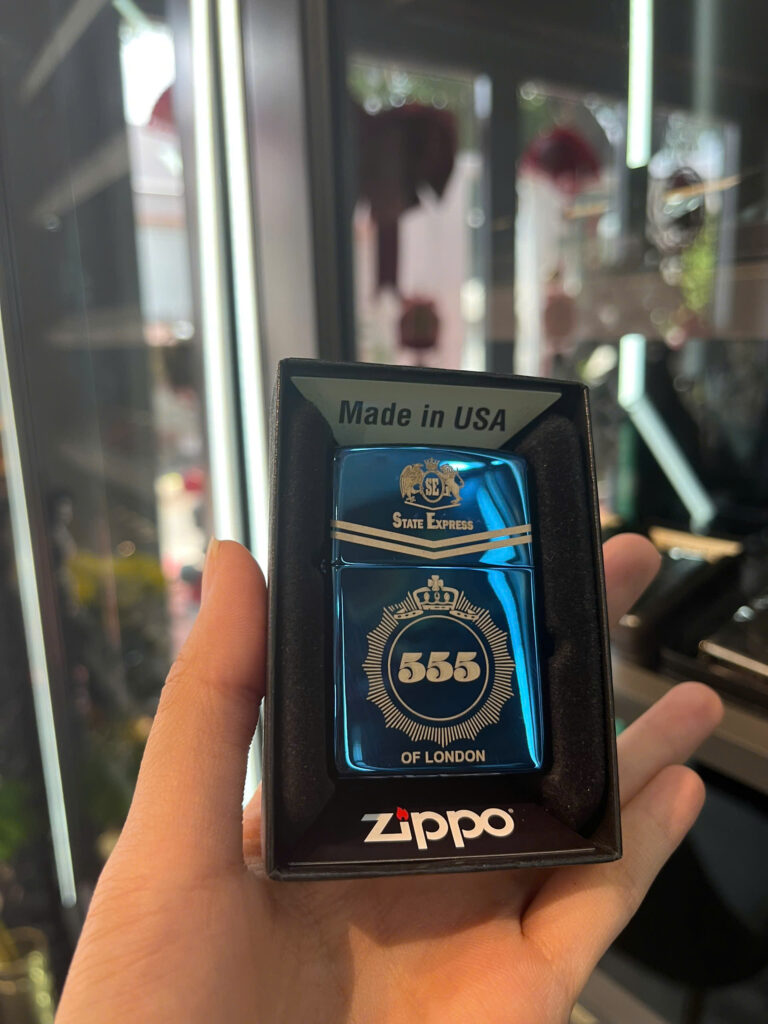 Made in USA
SE
STATE EXPRESS
555
OF LONDON
zippo